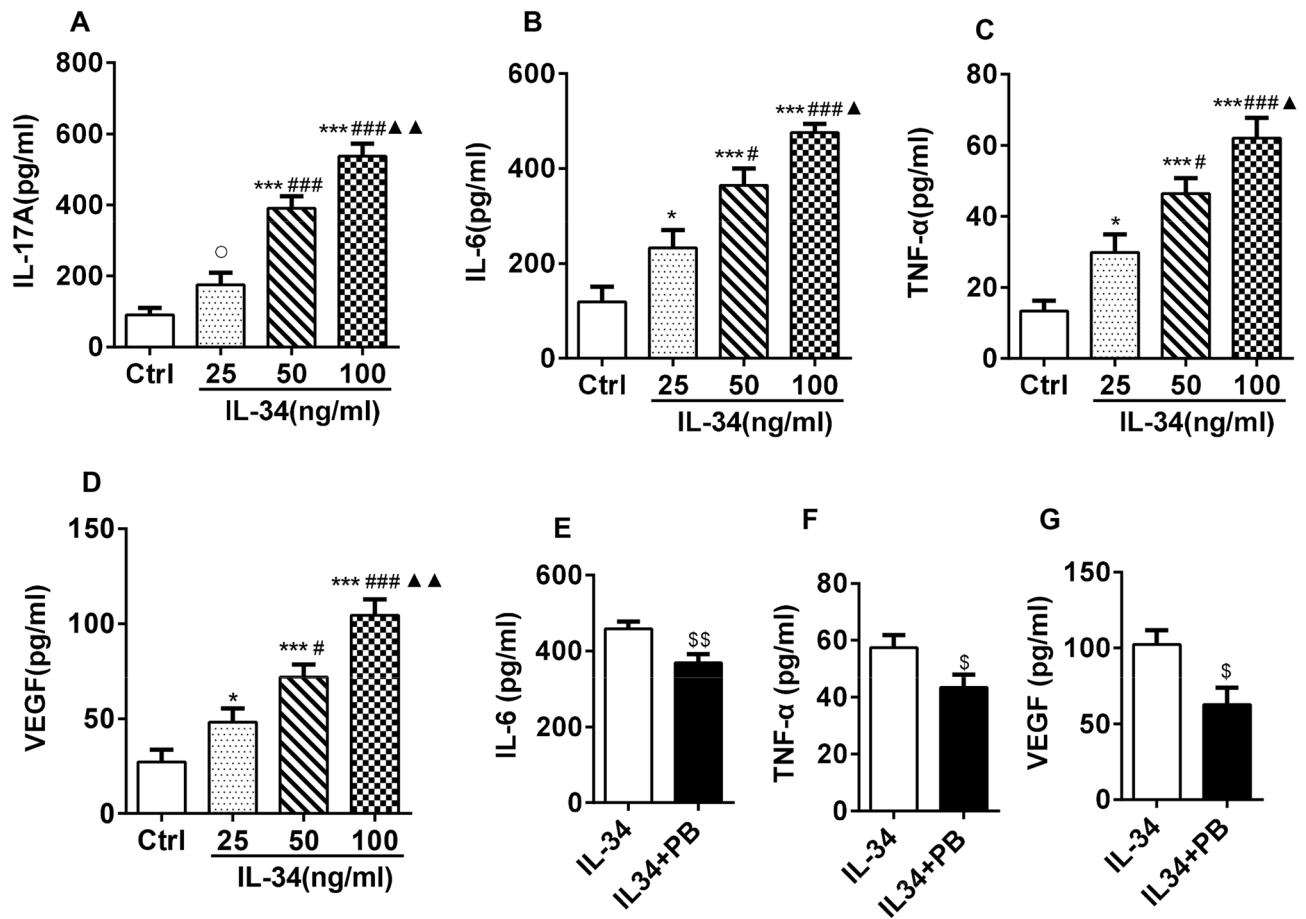 A
IL-17A(pg/ml)
800
600
400
200
0
○
*** ###
*** ###▲ ▲
Ctrl 25 50 100
IL-34(ng/ml)
B
IL-6(pg/ml)
600
400
200
0
*
*** #
*** ### ▲
Ctrl 25 50 100
IL-34(ng/ml)
C
TNF-α(pg/ml)
80
60
40
20
0
*
*** #
***### ▲
Ctrl 25 50 100
IL-34(ng/ml)
D
VEGF(pg/ml)
150
100
50
0
*
*** #
*** ### ▲ ▲
Ctrl 25 50 100
IL-34(ng/ml)
E
IL-6 (pg/ml)
600
400
200
0
$$
IL-34 IL34+PB
F
TNF-α (pg/ml)
80
60
40
20
0
$
IL-34 IL34+PB
G
VEGF (pg/ml)
150
100
50
0
$
IL-34 IL34+PB